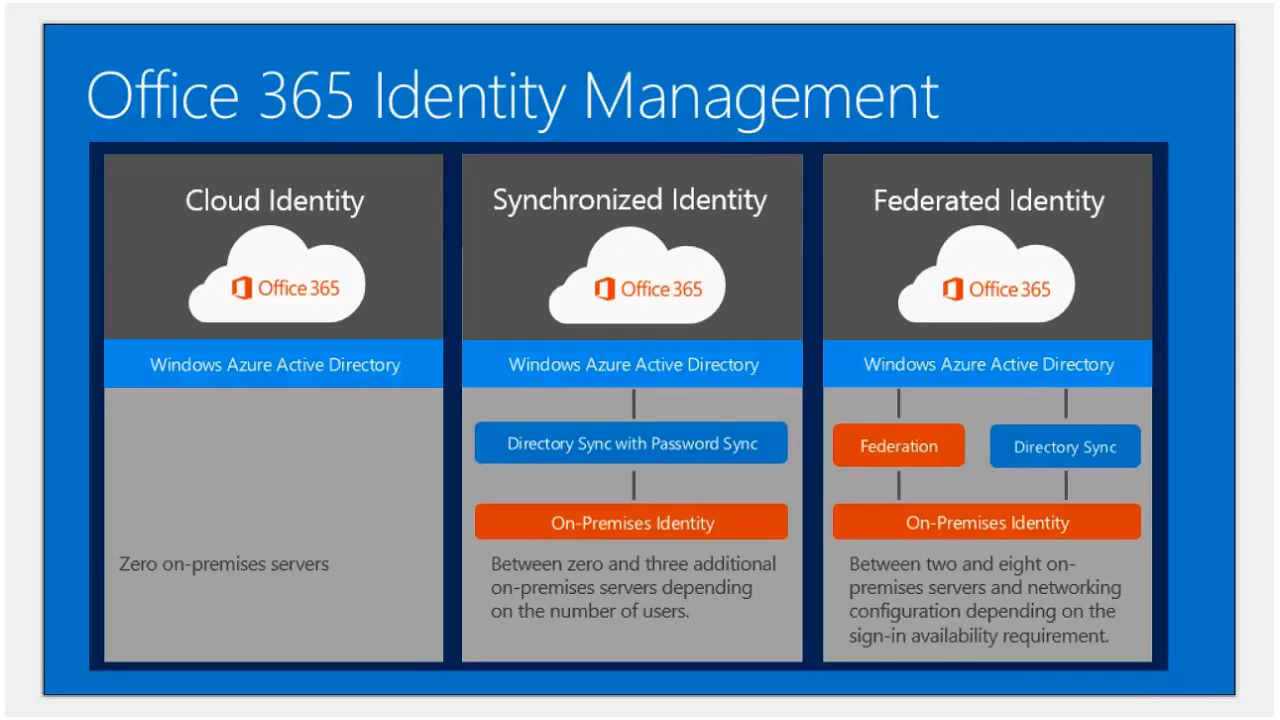 Office 365 Identity Management
Cloud Identity
Office 365
Windows Azure Active Directory
Zero on-premises servers
Synchronized Identity
Office 365
Windows Azure Active Directory
Directory Sync with Password Sync
On-Premises Identity
Between zero and three additional
on-premises servers depending
on the number of users.
Federated Identity
Office 365
Windows Azure Active Directory
Federation
Directory Sync
On-Premises Identity
Between two and eight on-
premises servers and networking
configuration depending on the
sign-in availability requirement.